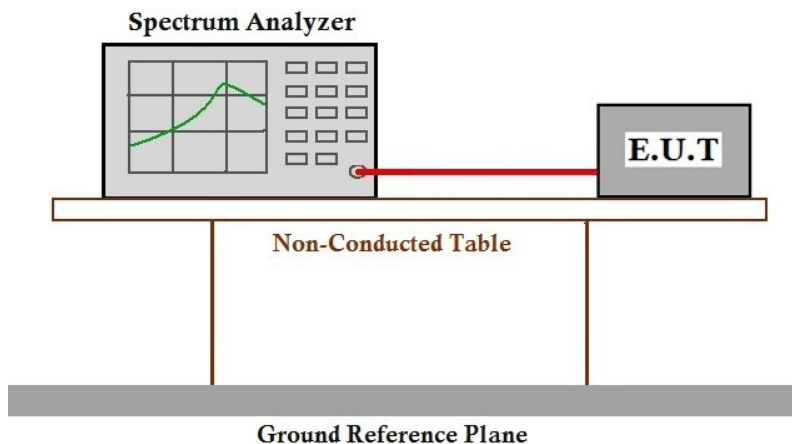 Spectrum Analyzer
E.U.T
Non-Conducted Table
Ground Reference Plane